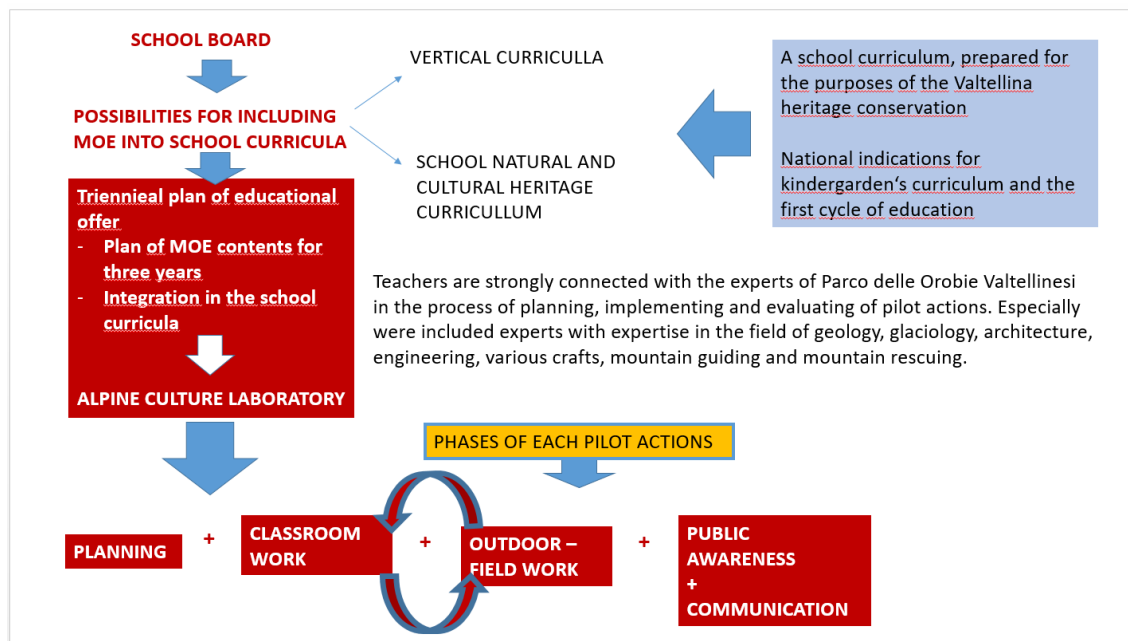 SCHOOL BOARD
POSSIBILITIES FOR INCLUDING
MOE INTO SCHOOL CURRICULA
VERTICAL CURRICULLA
SCHOOL NATURAL AND
CULTURAL HERITAGE
CURRICULLUM
A school curriculum, prepared for
the purposes of the Valtellina
heritage conservation
National indications for
kindergarden‘s curriculum and the
first cycle of education
Triennieal plan of educational
offer
- Plan of MOE contents for
three years
- Integration in the school
curricula
ALPINE CULTURE LABORATORY
Teachers are strongly connected with the experts of Parco delle Orobie Valtellinesi
in the process of planning, implementing and evaluating of pilot actions. Especially
were included experts with expertise in the field of geology, glaciology, architecture,
engineering, various crafts, mountain guiding and mountain rescuing.
PHASES OF EACH PILOT ACTIONS
PLANNING
+
CLASSROOM
WORK
+
OUTDOOR –
FIELD WORK
+
PUBLIC
AWARENESS
+
COMMUNICATION